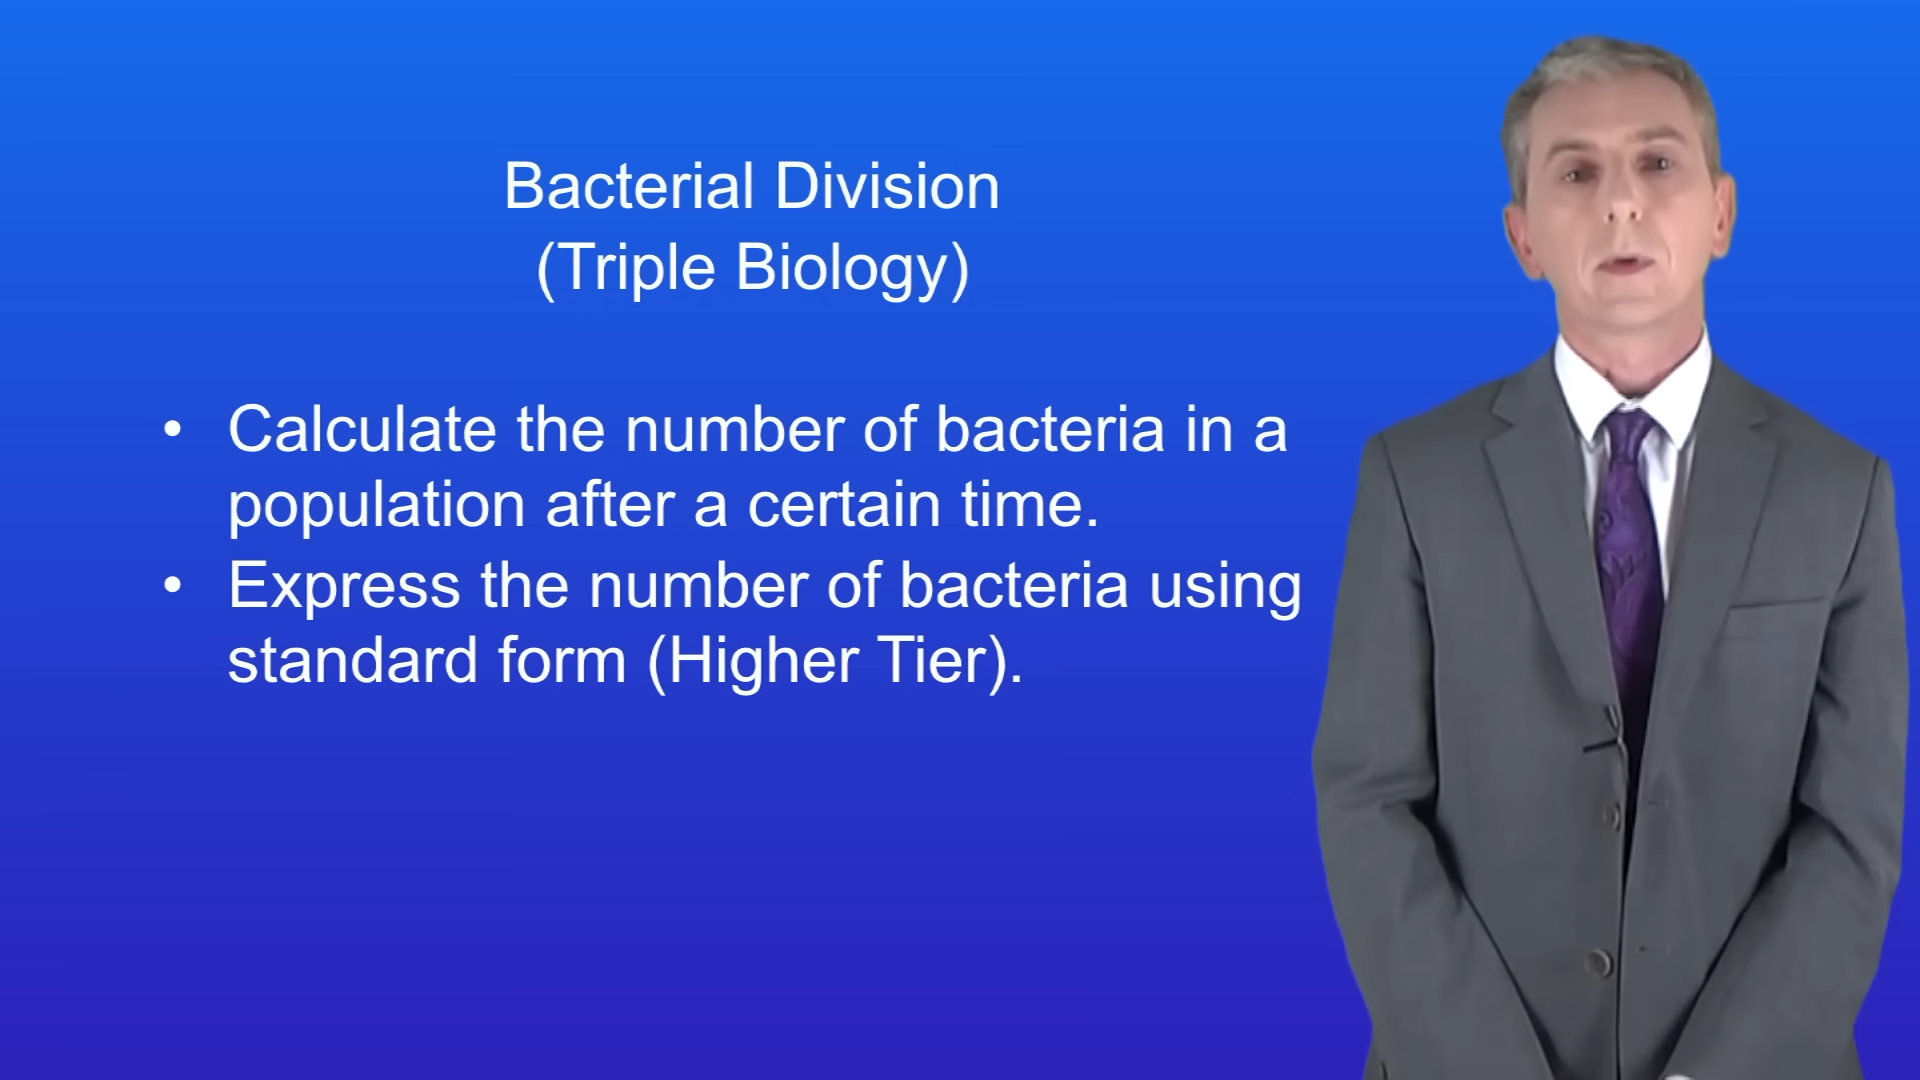 Bacterial Division
(Triple Biology)
• Calculate the number of bacteria in a
population after a certain time.
• Express the number of bacteria using
standard form (Higher Tier).